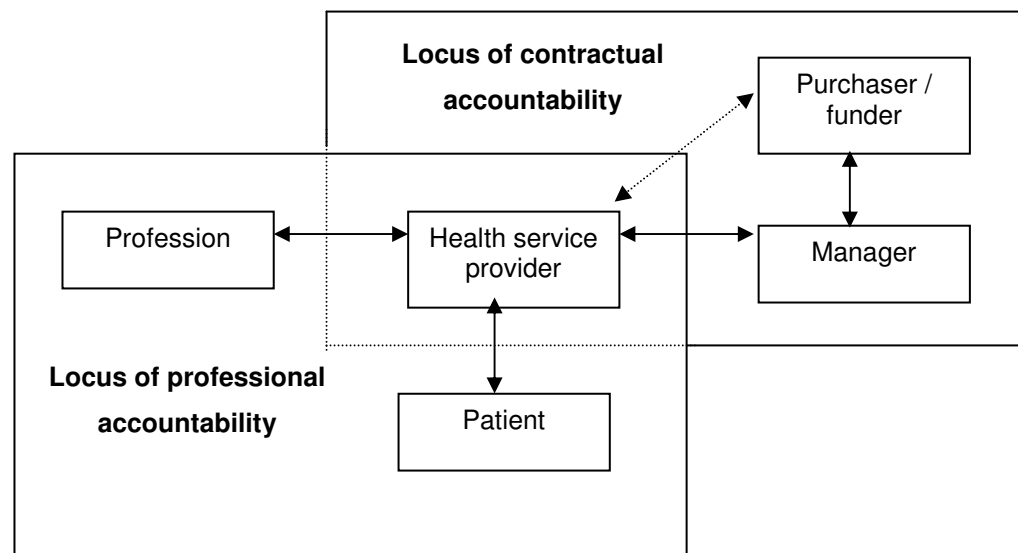 Locus of contractual
accountability
Purchaser /
funder
Profession
Health service
provider
Manager
Locus of professional
accountability
Patient